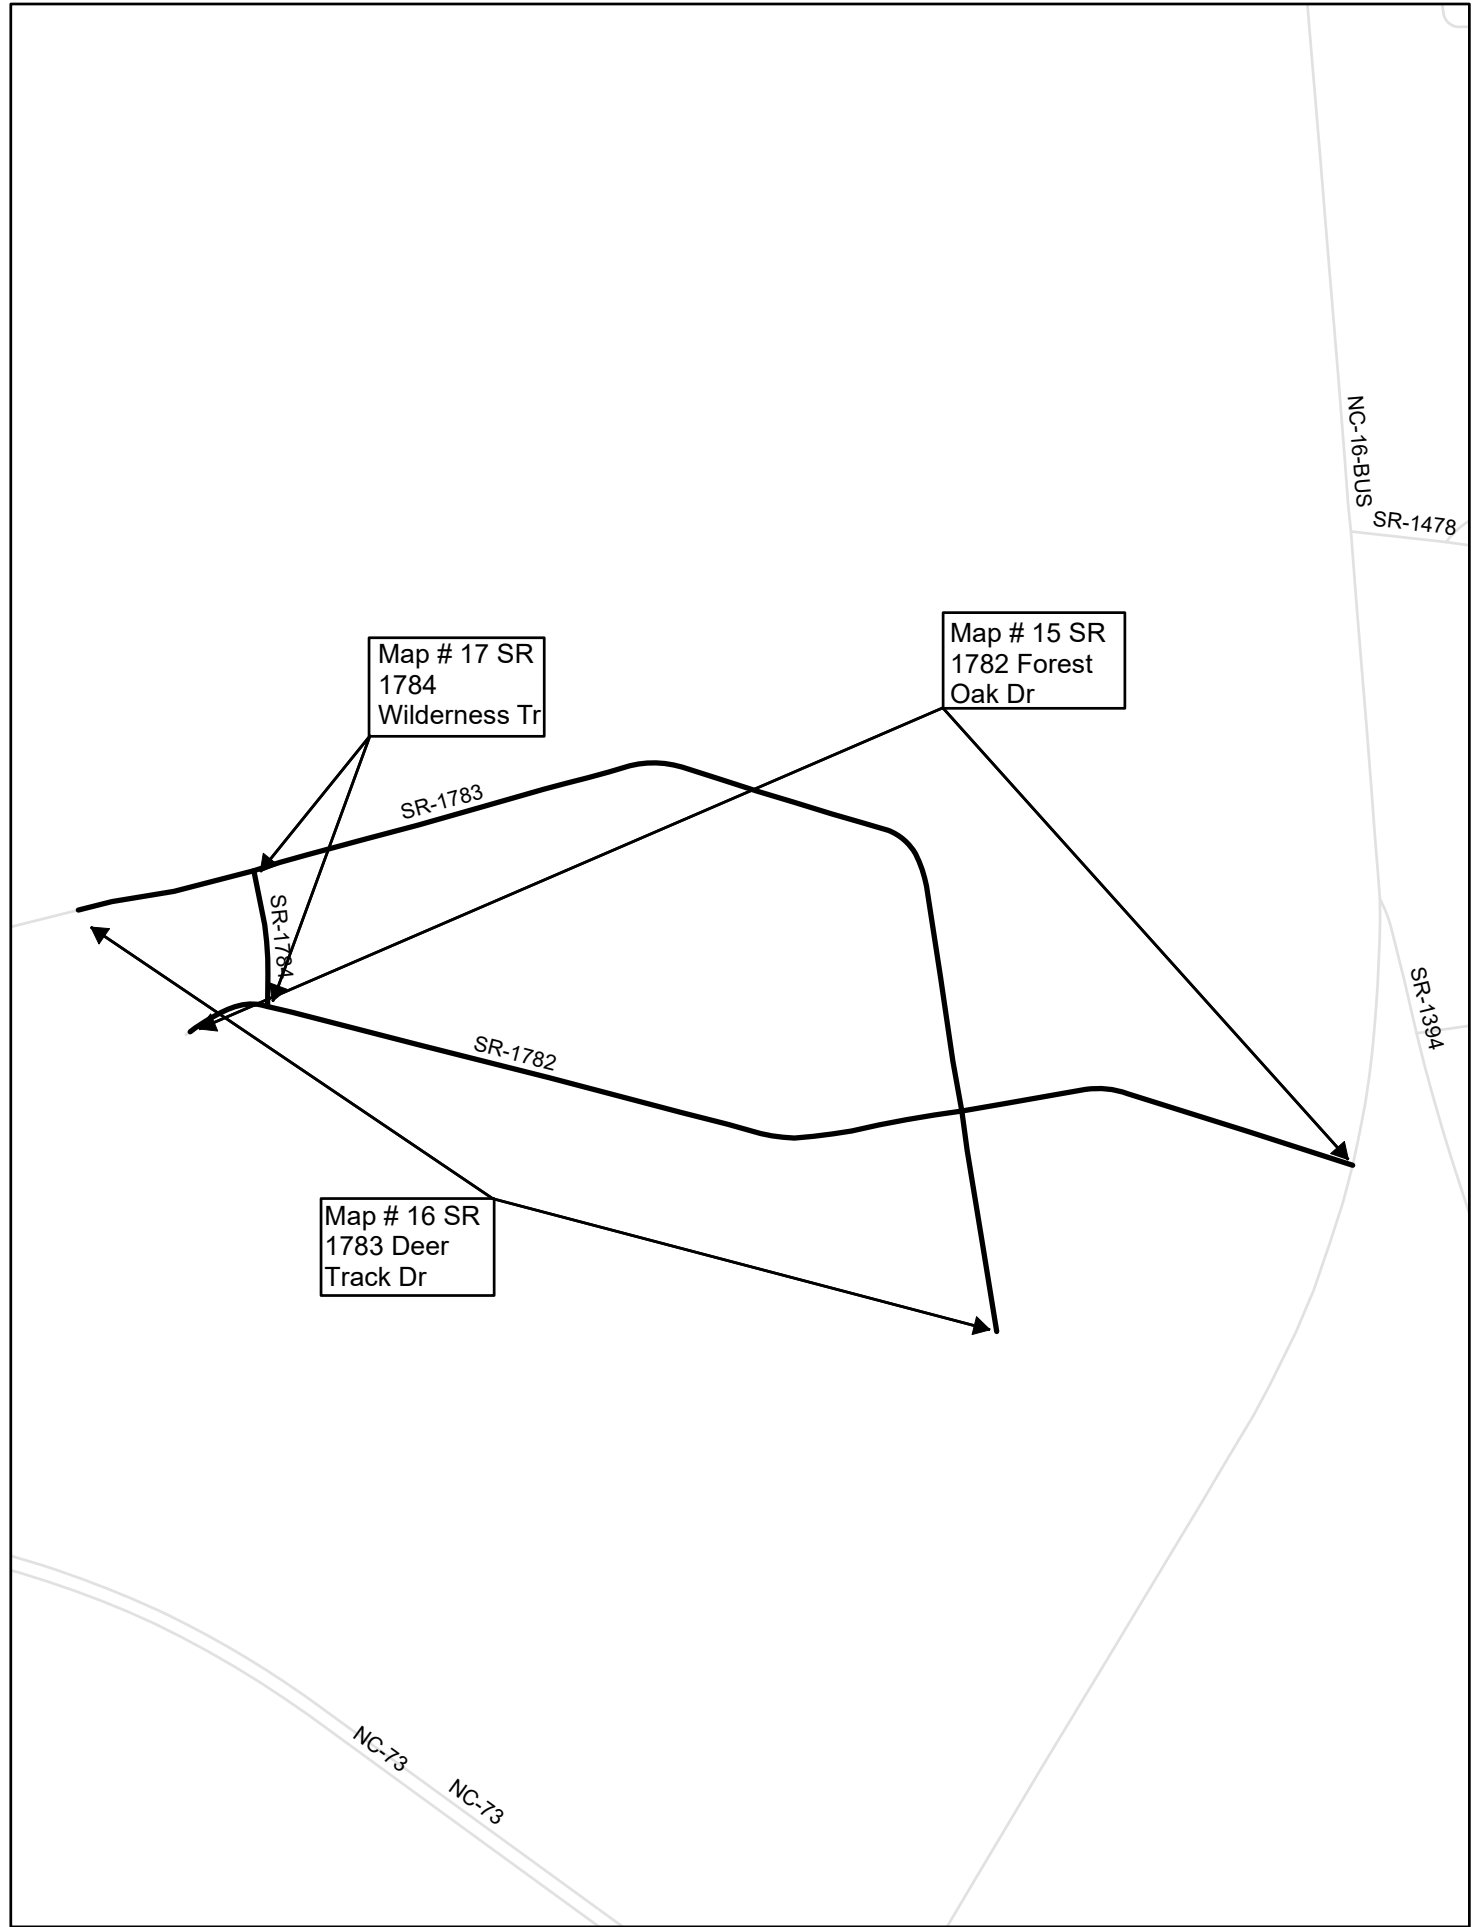 NC-16-BUS
SR-1478
Map # 15 SR
1782 Forest
Oak Dr
Map # 17 SR
1784
Wilderness Tr
SR-1783
SR-1784
SR-1394
SR-1782
Map # 16 SR
1783 Deer
Track Dr
NC-73
NC-73